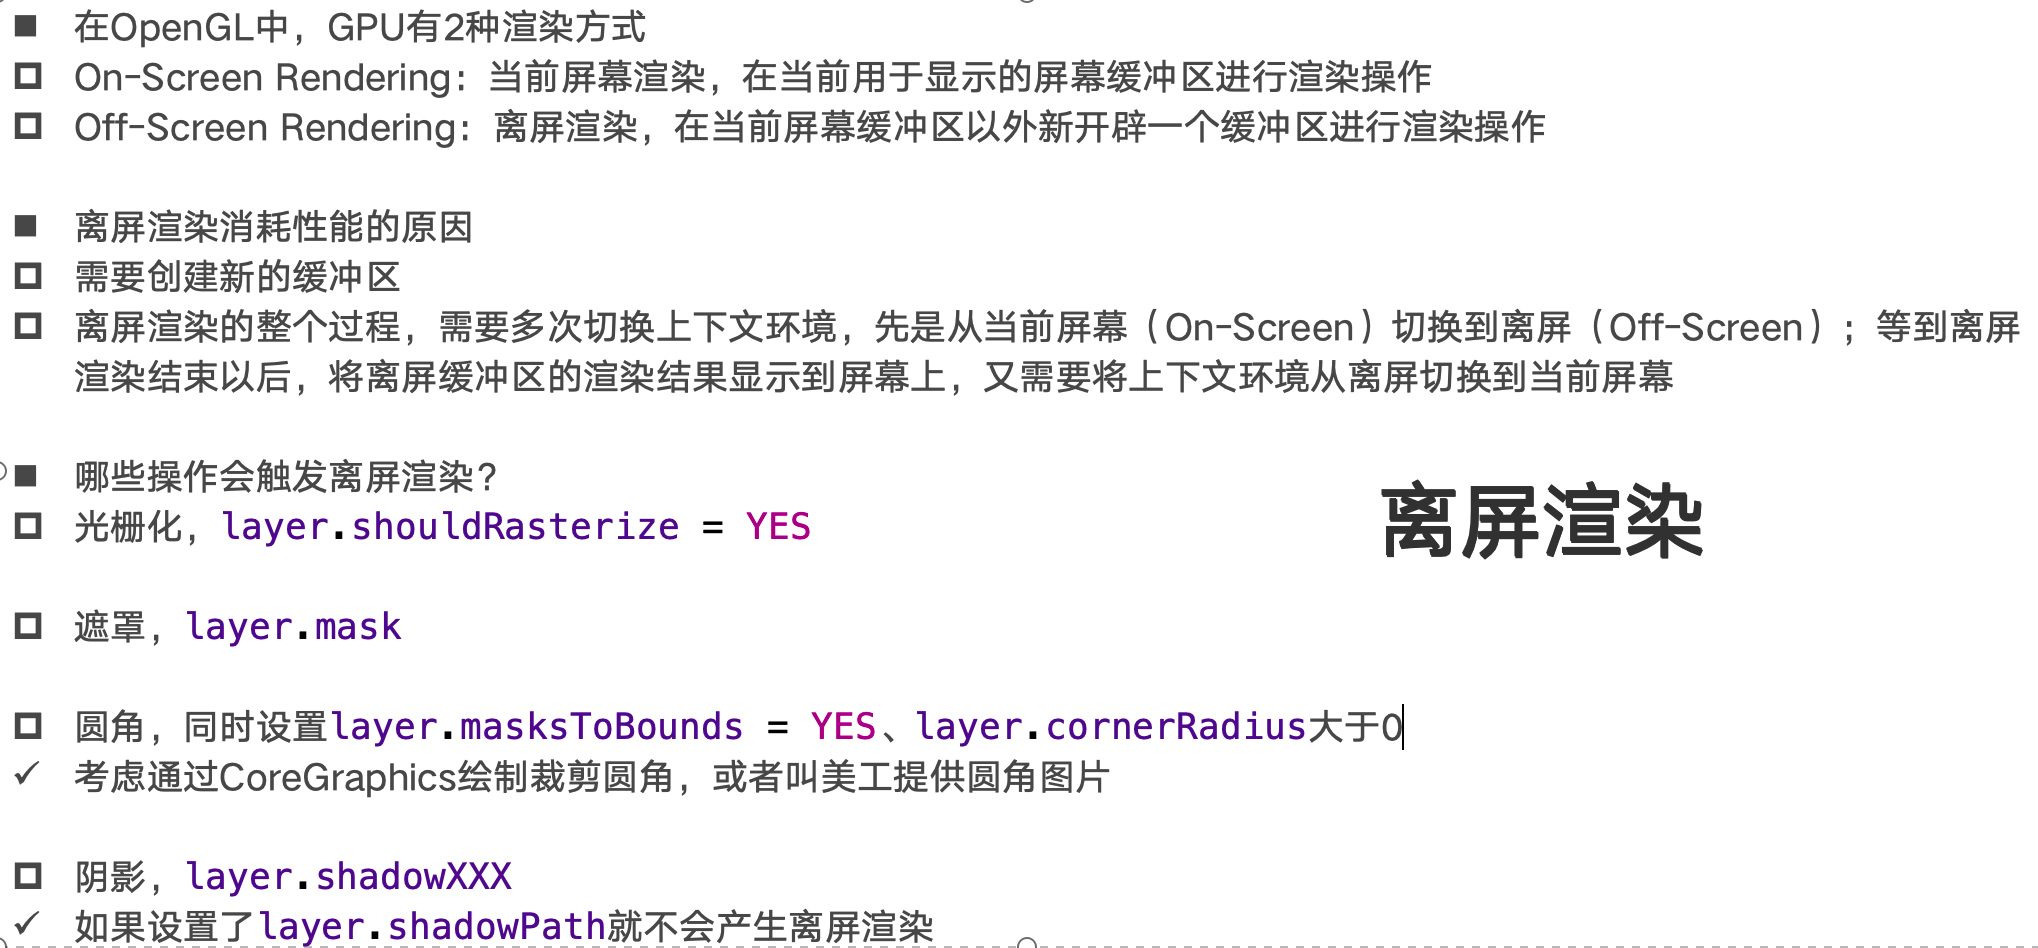 在OpenGL中，GPU有2种渲染方式
On-Screen Rendering：当前屏幕渲染，在当前用于显示的屏幕缓冲区进行渲染操作
Off-Screen Rendering：离屏渲染，在当前屏幕缓冲区以外新开辟一个缓冲区进行渲染操作
离屏渲染消耗性能的原因
需要创建新的缓冲区
离屏渲染的整个过程，需要多次切换上下文环境，先是从当前屏幕（On-Screen）切换到离屏（Off-Screen）；等到离屏
渲染结束以后，将离屏缓冲区的渲染结果显示到屏幕上，又需要将上下文环境从离屏切换到当前屏幕
哪些操作会触发离屏渲染？
光栅化，layer.shouldRasterize = YES
离屏渲染
遮罩，layer.mask
圆角，同时设置layer.masksToBounds = YES、layer.cornerRadius大于0
考虑通过CoreGraphics绘制裁剪圆角，或者叫美工提供圆角图片
阴影，layer.shadowXXX
如果设置了layer.shadowPath就不会产生离屏渲染